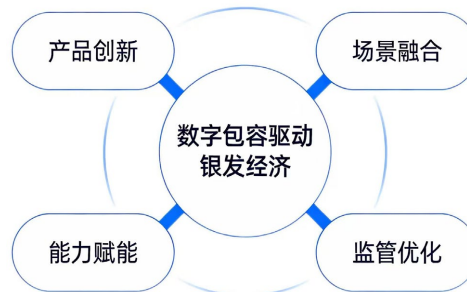 产品创新
场景融合
数字包容驱动
银发经济
能力赋能
监管优化